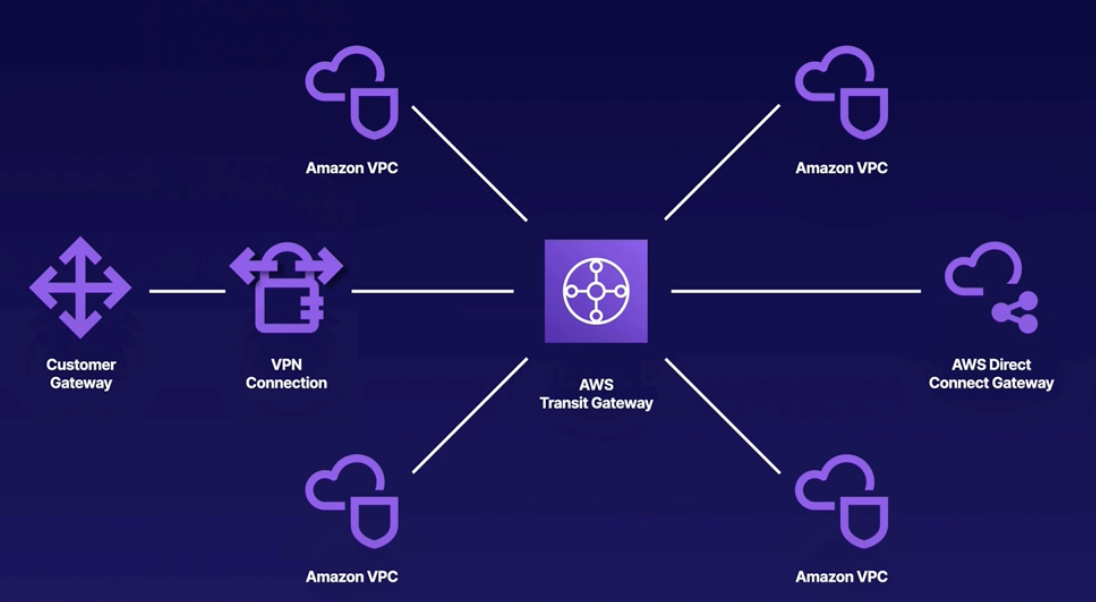 Amazon VPC
Amazon VPC
Customer
Gateway
VPN
Connection
AWS
Transit Gateway
AWS Direct
Connect Gateway
Amazon VPC
Amazon VPC